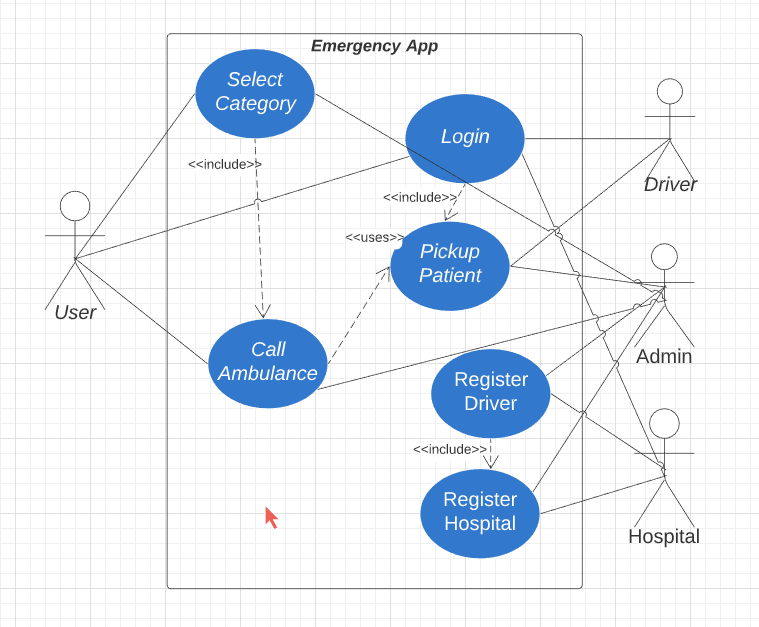 Emergency App
Select
Category
Login
<<include>>
<<include>>
Driver
<<uses>>
Pickup
Patient
User
Call
Ambulance
Admin
Register
Driver
<<include>>
Register
Hospital
Hospital